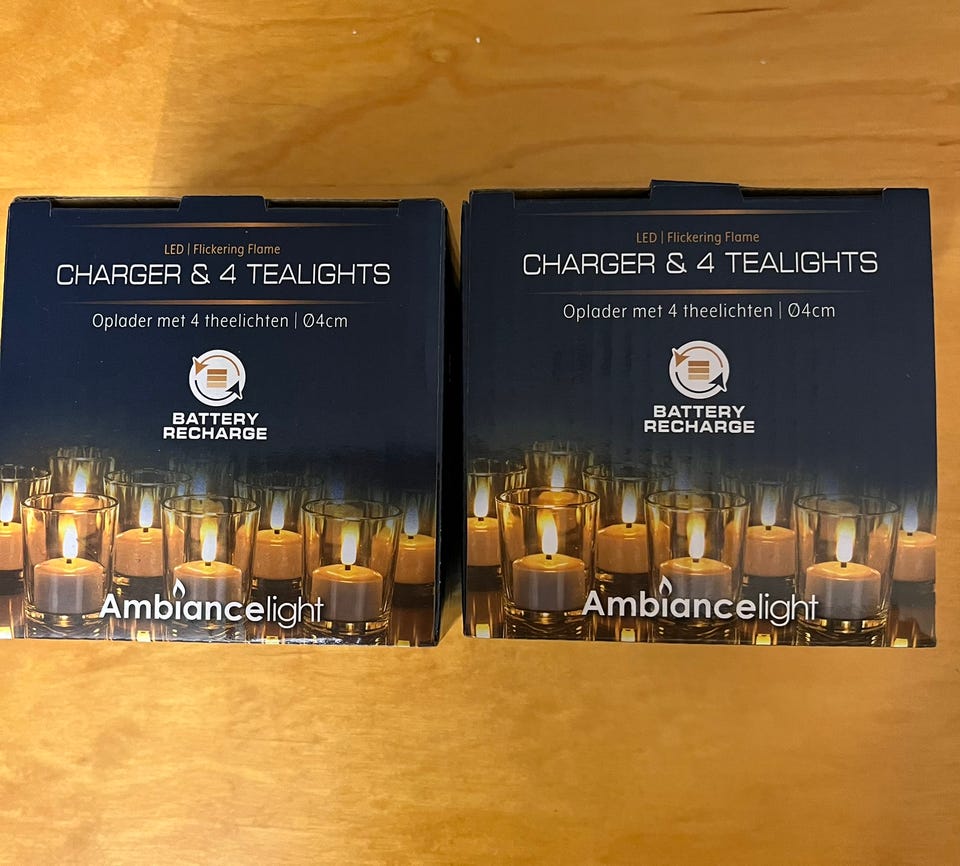 LED | Flickering Flame
CHARGER & 4 TEALIGHTS
Oplader met 4 theelichten | Ø4cm
BATTERY
RECHARGE
Ambiancelight
LED | Flickering Flame
CHARGER & 4 TEALIGHTS
Oplader met 4 theelichten | Ø4cm
BATTERY
RECHARGE
Ambiancelight